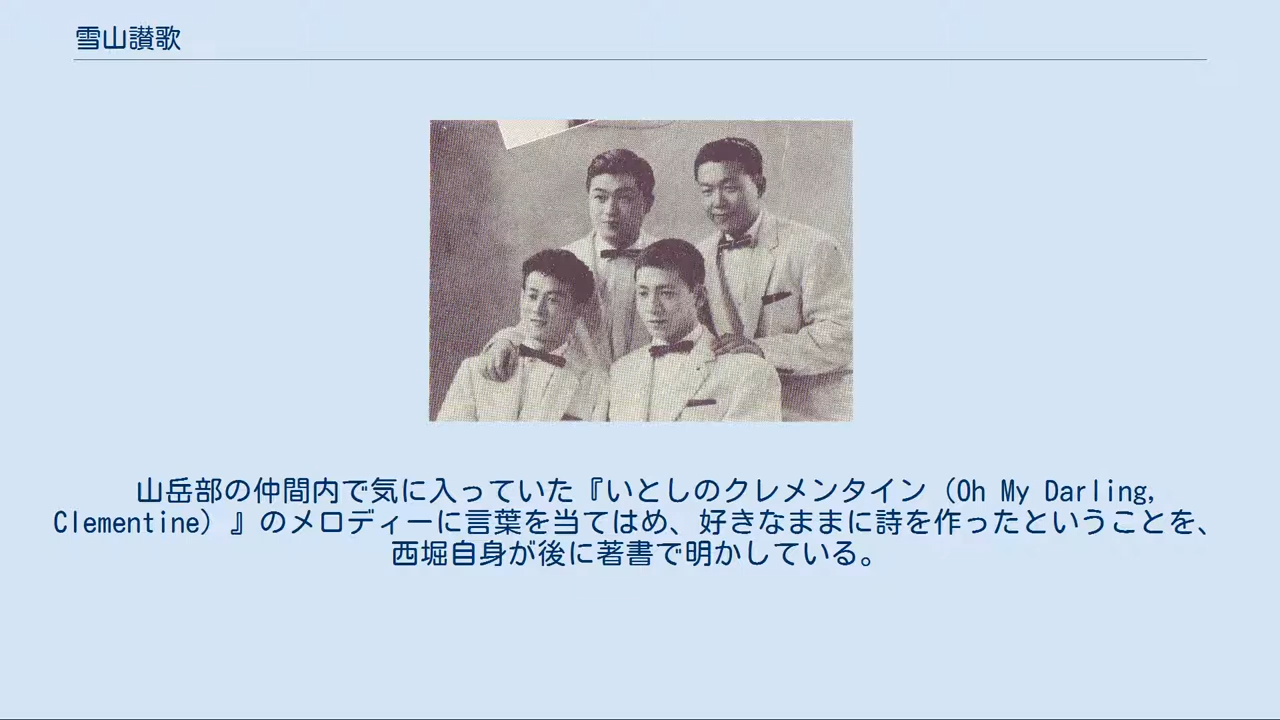 雪山讃歌
山岳部の仲間内で気に入っていた『いとしのクレメンタイン（Oh My Darling,
Clementine）』のメロディーに言葉を当てはめ、好きなままに詩を作ったということを、
西堀自身が後に著書で明かしている。